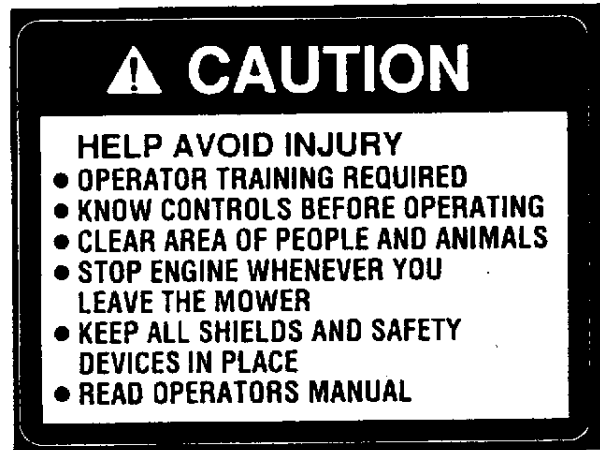 CAUTION
HELP AVOID INJURY
● OPERATOR TRAINING REQUIRED
● KNOW CONTROLS BEFORE OPERATING
● CLEAR AREA OF PEOPLE AND ANIMALS
● STOP ENGINE WHENEVER YOU
LEAVE THE MOWER
● KEEP ALL SHIELDS AND SAFETY
DEVICES IN PLACE
● READ OPERATORS MANUAL